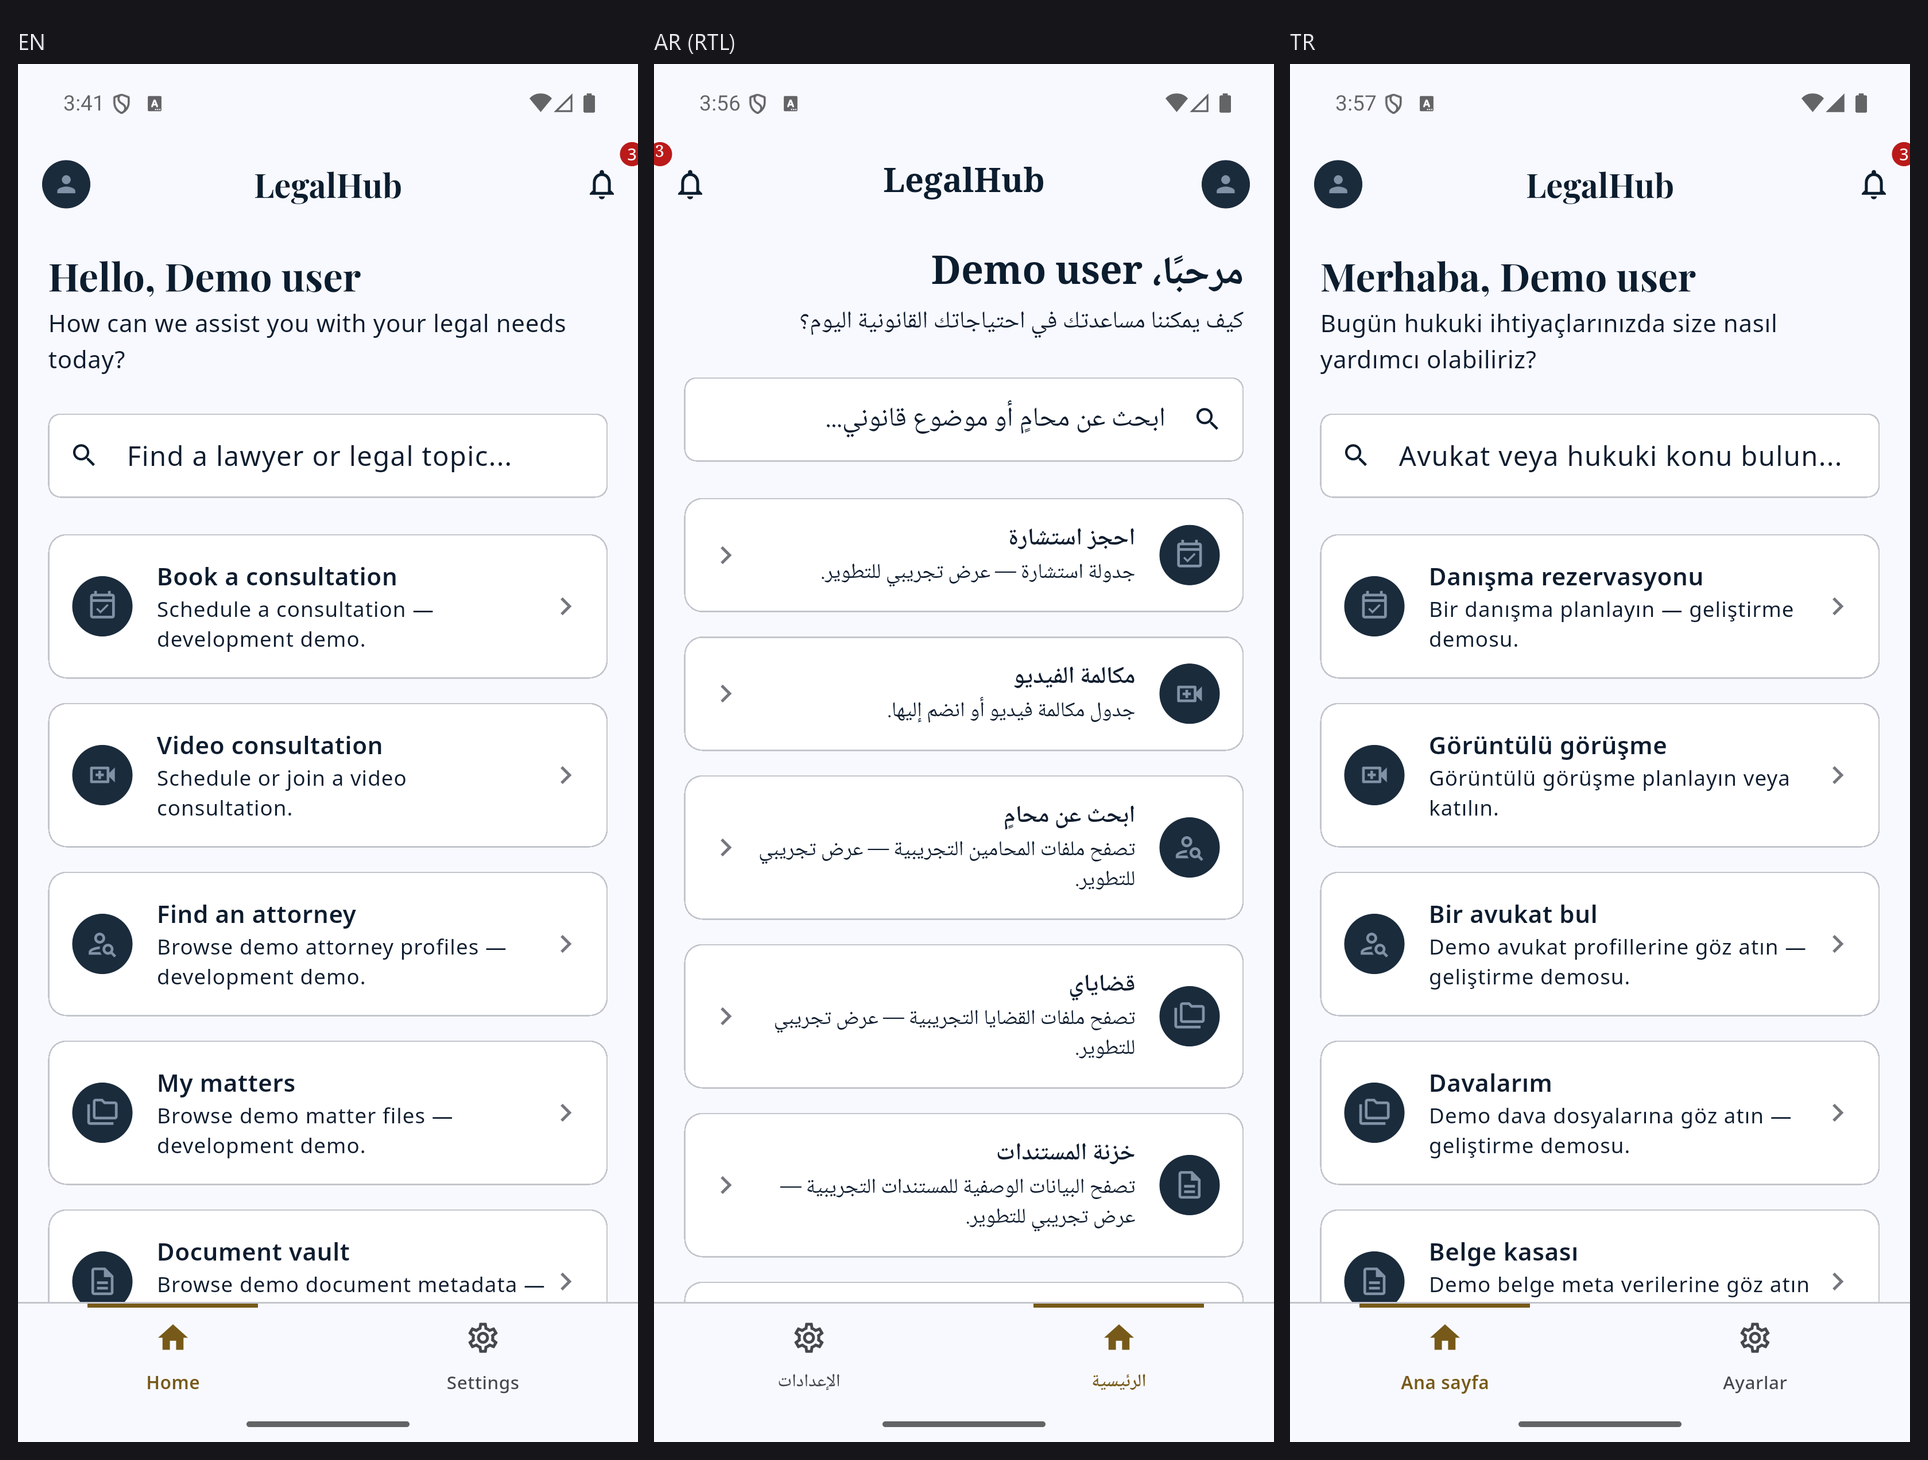 EN
3:41
3
LegalHub
Hello, Demo user
How can we assist you with your legal needs
today?
Find a lawyer or legal topic...
Book a consultation
Schedule a consultation —
development demo.
Video consultation
Schedule or join a video
consultation.
Find an attorney
Browse demo attorney profiles —
development demo.
My matters
Browse demo matter files —
development demo.
Document vault
Browse demo document metadata —
Home
Settings
AR (RTL)
3:56
3
LegalHub
مرحبًا، Demo user
كيف يمكننا مساعدتك في احتياجاتك القانونية اليوم؟
ابحث عن محامٍ أو موضوع قانوني...
احجز استشارة
جدولة استشارة — عرض تجريبي للتطوير.
مكالمة الفيديو
جدول مكالمة فيديو أو انضم إليها.
ابحث عن محامٍ
تصفح ملفات المحامين التجريبية — عرض تجريبي
للتطوير.
قضاياي
تصفح ملفات القضايا التجريبية — عرض تجريبي
للتطوير.
خزنة المستندات
تصفح البيانات الوصفية للمستندات التجريبية —
عرض تجريبي للتطوير.
الرئيسية
الإعدادات
TR
3:57
3
LegalHub
Merhaba, Demo user
Bugün hukuki ihtiyaçlarınızda size nasıl
yardımcı olabiliriz?
Avukat veya hukuki konu bulun...
Danışma rezervasyonu
Bir danışma planlayın — geliştirme
demosu.
Görüntülü görüşme
Görüntülü görüşme planlayın veya
katılın.
Bir avukat bul
Demo avukat profillerine göz atın —
geliştirme demosu.
Davalarım
Demo dava dosyalarına göz atın —
geliştirme demosu.
Belge kasası
Demo belge meta verilerine göz atın
Ana sayfa
Ayarlar